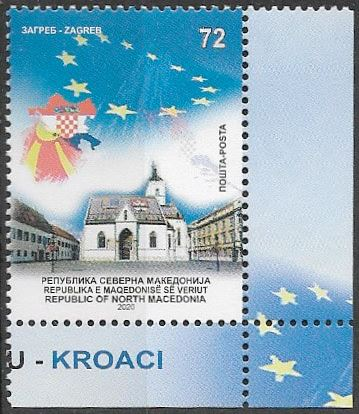 ЗАГРЕБ - ZAGREB
72
ПОШТА-POSTA
РЕПУБЛИКА СЕВЕРНА МАКЕДОНИЈА
REPUBLIKA E MAQEDONISË SË VERIUT
REPUBLIC OF NORTH MACEDONIA
2020
U - KROACI